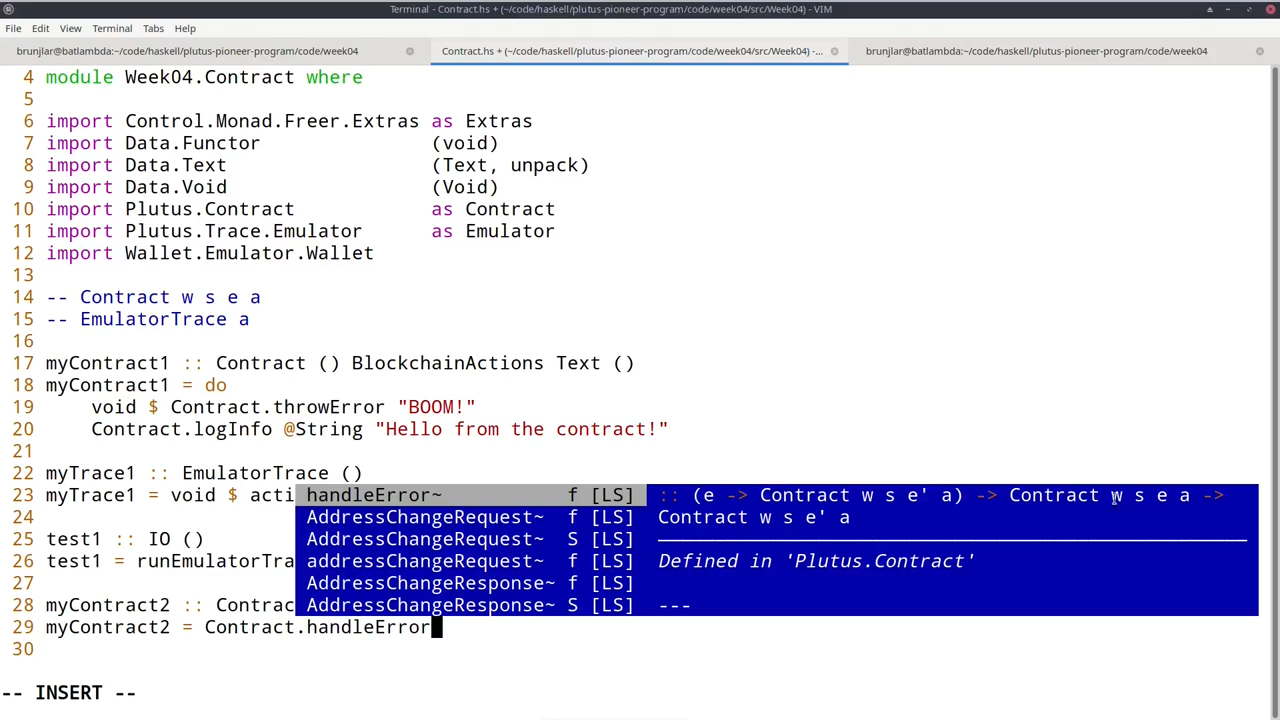 Terminal - Contract.hs + (~/code/haskell/plutus-pioneer-program/code/week04/src/Week04) - VIM
File Edit View Terminal Tabs Help
brunjlar@batlambda:~/code/haskell/plutus-pioneer-program/code/week04 Contract.hs + (~/code/haskell/plutus-pioneer-program/code/week04/src/Week04) -... brunjlar@batlambda:~/code/haskell/plutus-pioneer-program/code/week04
4 module Week04.Contract where
5
6 import Control.Monad.Freer.Extras as Extras
7 import Data.Functor (void)
8 import Data.Text (Text, unpack)
9 import Data.Void (Void)
10 import Plutus.Contract as Contract
11 import Plutus.Trace.Emulator as Emulator
12 import Wallet.Emulator.Wallet
13
14 -- Contract w s e a
15 -- EmulatorTrace a
16
17 myContract1 :: Contract () BlockchainActions Text ()
18 myContract1 = do
19 void $ Contract.throwError "BOOM!"
20 Contract.logInfo @String "Hello from the contract!"
21
22 myTrace1 :: EmulatorTrace ()
23 myTrace1 = void $ acti handleError~ f [LS] :: (e -> Contract w s e' a) -> Contract w s e a ->
24 AddressChangeRequest~ f [LS] Contract w s e' a
25 test1 :: IO () AddressChangeRequest~ S [LS]
26 test1 = runEmulatorTra addressChangeRequest~ f [LS] Defined in 'Plutus.Contract'
27 AddressChangeResponse~ f [LS]
28 myContract2 :: Contrac AddressChangeResponse~ S [LS] ---
29 myContract2 = Contract.handleError
30
-- INSERT --